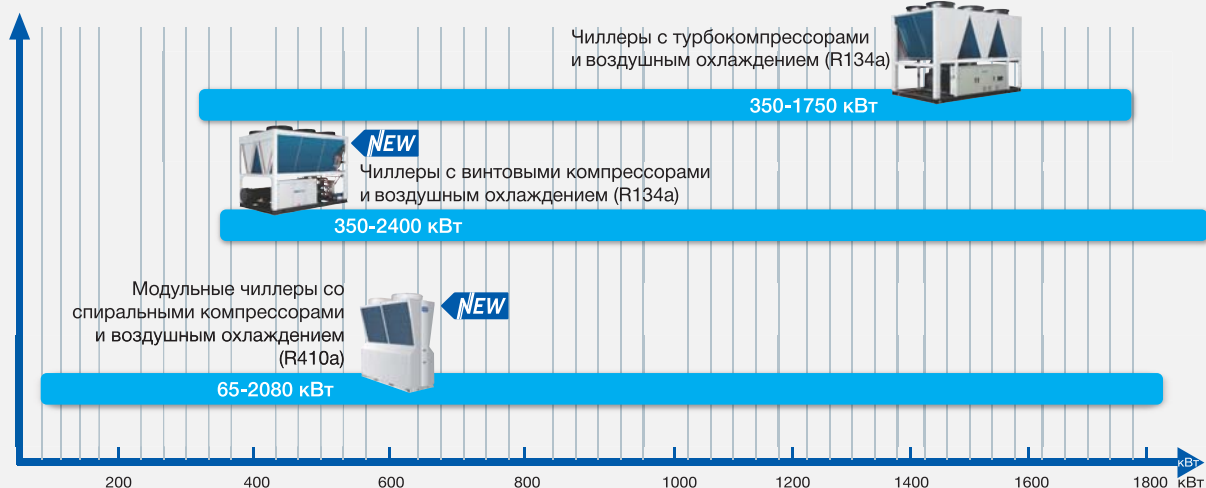 Чиллеры с турбокомпрессорами
и воздушным охлаждением (R134a)
350-1750 кВт
NEW
Чиллеры с винтовыми компрессорами
и воздушным охлаждением (R134a)
350-2400 кВт
Модульные чиллеры со
спиральными компрессорами
и воздушным охлаждением
(R410a)
NEW
65-2080 кВт
кВт
200 400 600 800 1000 1200 1400 1600 1800 кВт